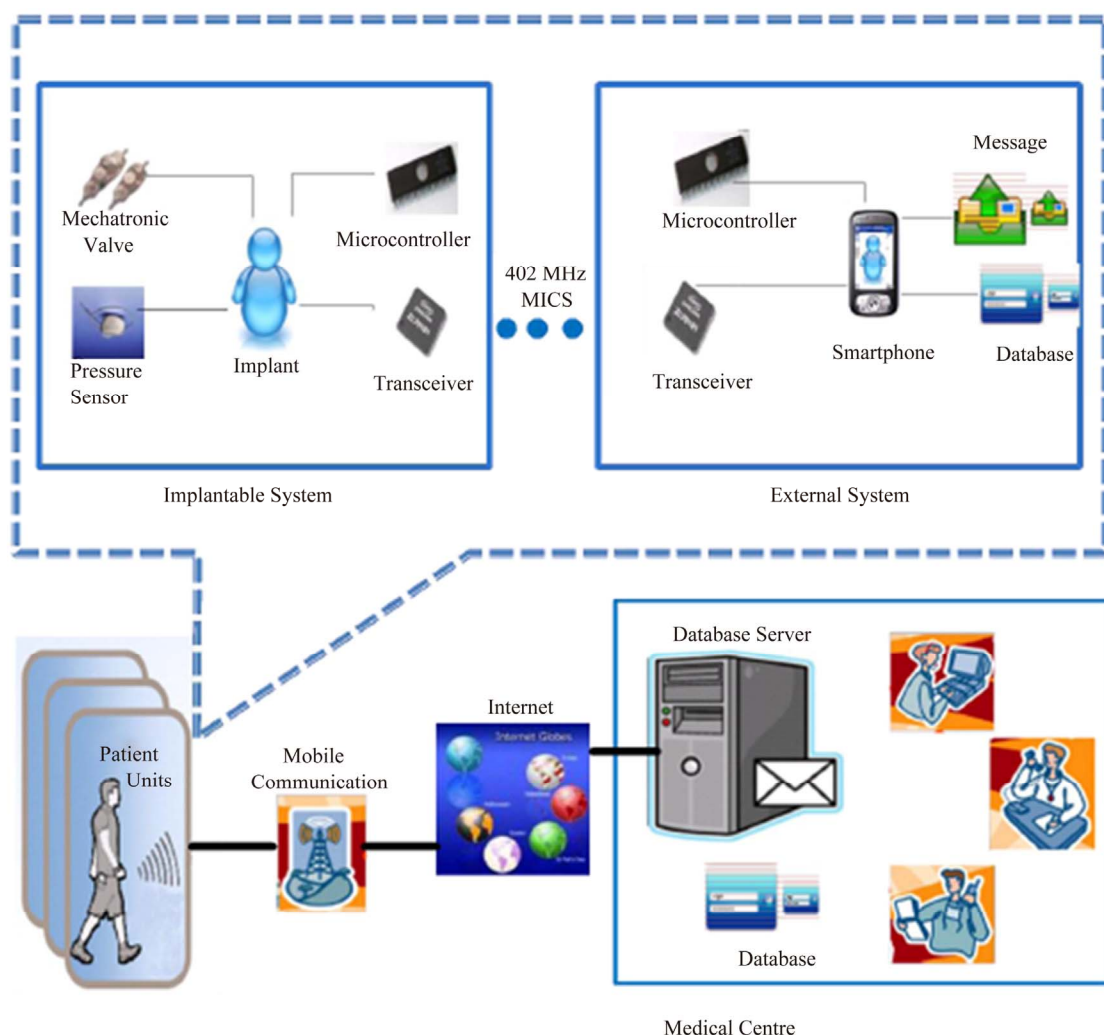 Mechatronic
Valve
Microcontroller
Pressure
Sensor
Implant
Transceiver
402 MHz
MICS
Microcontroller
Message
Transceiver
Smartphone
Database
Implantable System
External System
Patient
Units
Mobile
Communication
Internet
Internet Globes
Database Server
Database
Medical Centre